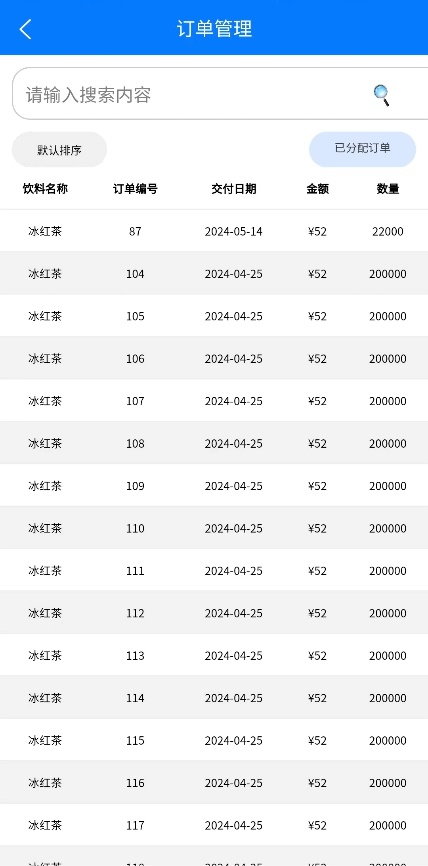 订单管理
请输入搜索内容
默认排序 已分配订单
饮料名称 订单编号 交付日期 金额 数量
冰红茶 87 2024-05-14 ¥52 22000
冰红茶 104 2024-04-25 ¥52 200000
冰红茶 105 2024-04-25 ¥52 200000
冰红茶 106 2024-04-25 ¥52 200000
冰红茶 107 2024-04-25 ¥52 200000
冰红茶 108 2024-04-25 ¥52 200000
冰红茶 109 2024-04-25 ¥52 200000
冰红茶 110 2024-04-25 ¥52 200000
冰红茶 111 2024-04-25 ¥52 200000
冰红茶 112 2024-04-25 ¥52 200000
冰红茶 113 2024-04-25 ¥52 200000
冰红茶 114 2024-04-25 ¥52 200000
冰红茶 115 2024-04-25 ¥52 200000
冰红茶 116 2024-04-25 ¥52 200000
冰红茶 117 2024-04-25 ¥52 200000